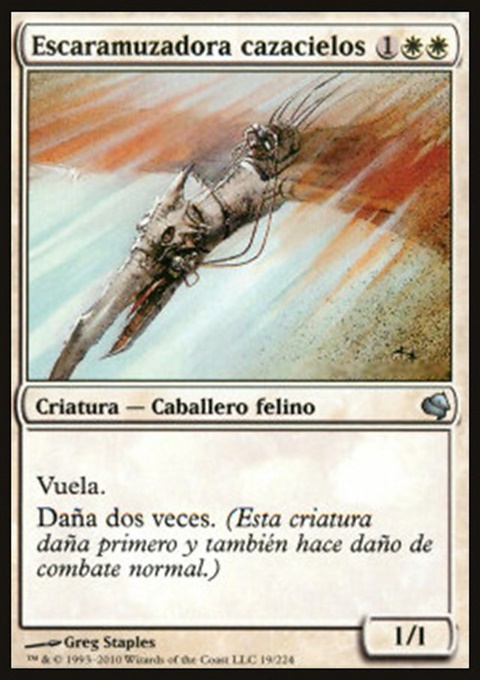 Escaramuzadora cazacielos 1
Criatura — Caballero felino
Vuela.
Daña dos veces. (Esta criatura
daña primero y también hace daño de
combate normal.)
1/1
Greg Staples
™ & © 1993–2010 Wizards of the Coast LLC 19/224